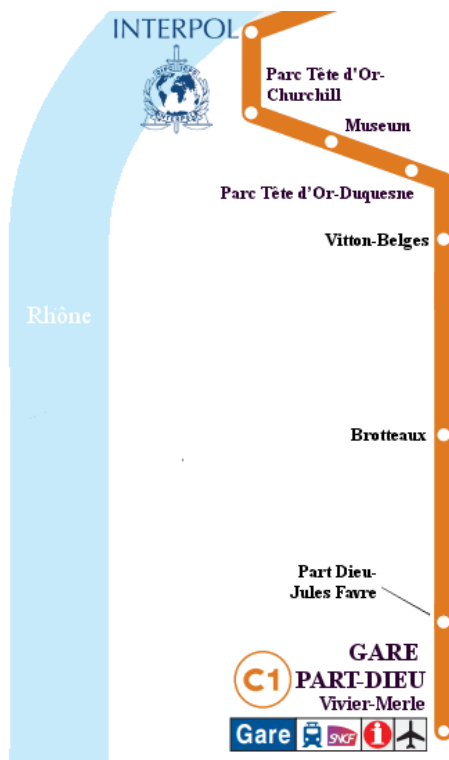 INTERPOL
Parc Tête d'Or-
Churchill
Museum
Parc Tête d'Or-Duquesne
Vitton-Belges
Rhône
Brotteaux
Part Dieu-
Jules Favre
GARE
C1 PART-DIEU
Vivier-Merle
Gare SNCF i